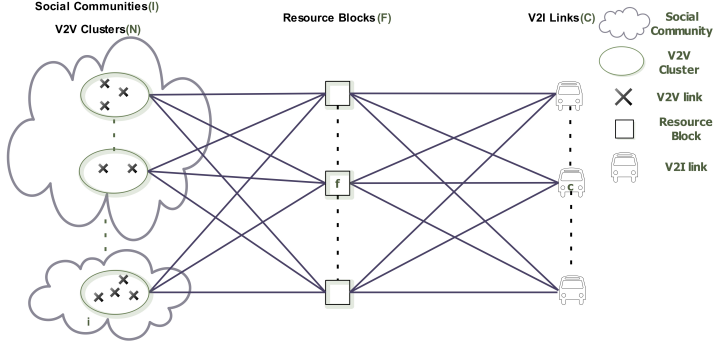 Social Communities(I)
V2V Clusters(N)
Resource Blocks (F)
V2I Links(C)
Social
Community
V2V
Cluster
V2V link
Resource
Block
V2I link
f
c
i